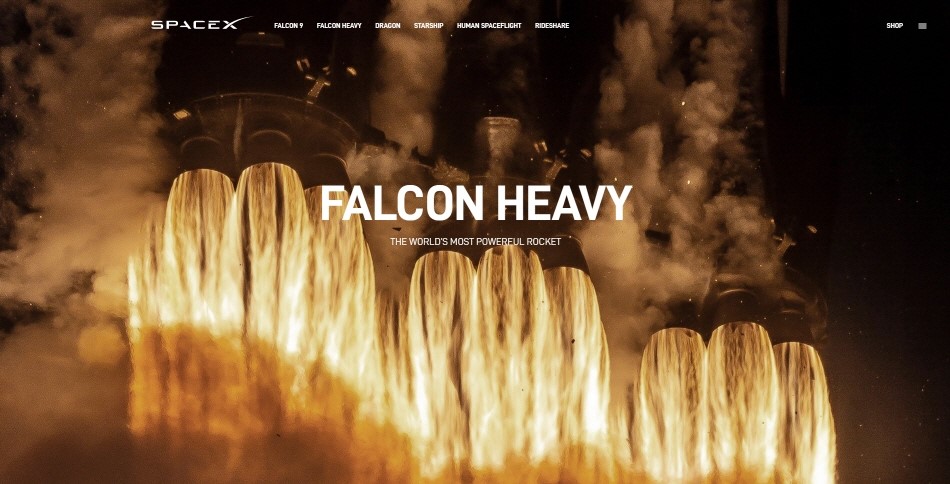 SPACEX FALCON 9 FALCON HEAVY DRAGON STARSHIP HUMAN SPACEFLIGHT RIDESHARE SHOP
FALCON HEAVY
THE WORLD'S MOST POWERFUL ROCKET